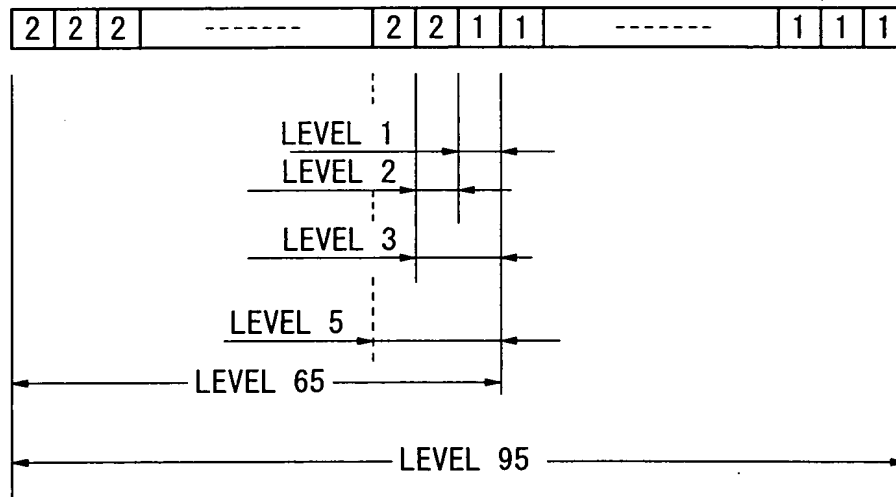 2 2 2 ------- 2 2 1 1 ------- 1 1 1
LEVEL 1
LEVEL 2
LEVEL 3
LEVEL 5
LEVEL 65
LEVEL 95